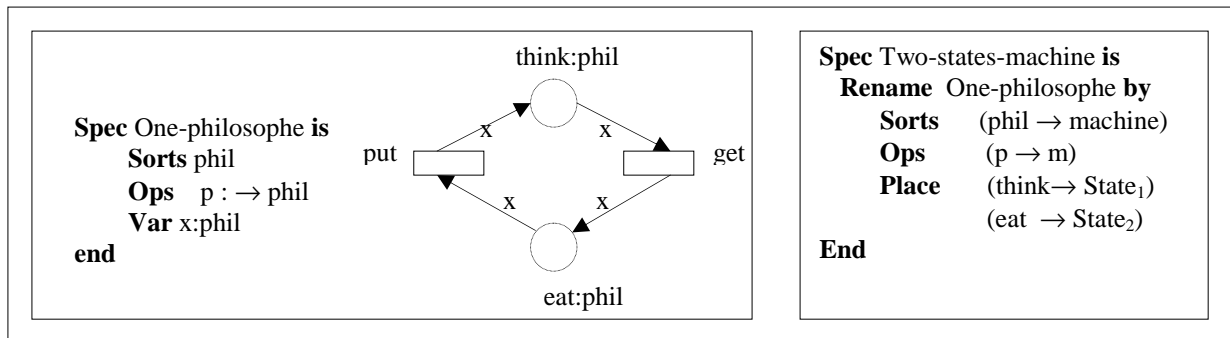 Spec One-philosophe is
Sorts phil
Ops p : → phil
Var x:phil
end
think:phil
x
x
put
get
x
x
eat:phil
Spec Two-states-machine is
Rename One-philosophe by
Sorts (phil → machine)
Ops (p → m)
Place (think→ State₁)
(eat → State₂)
End